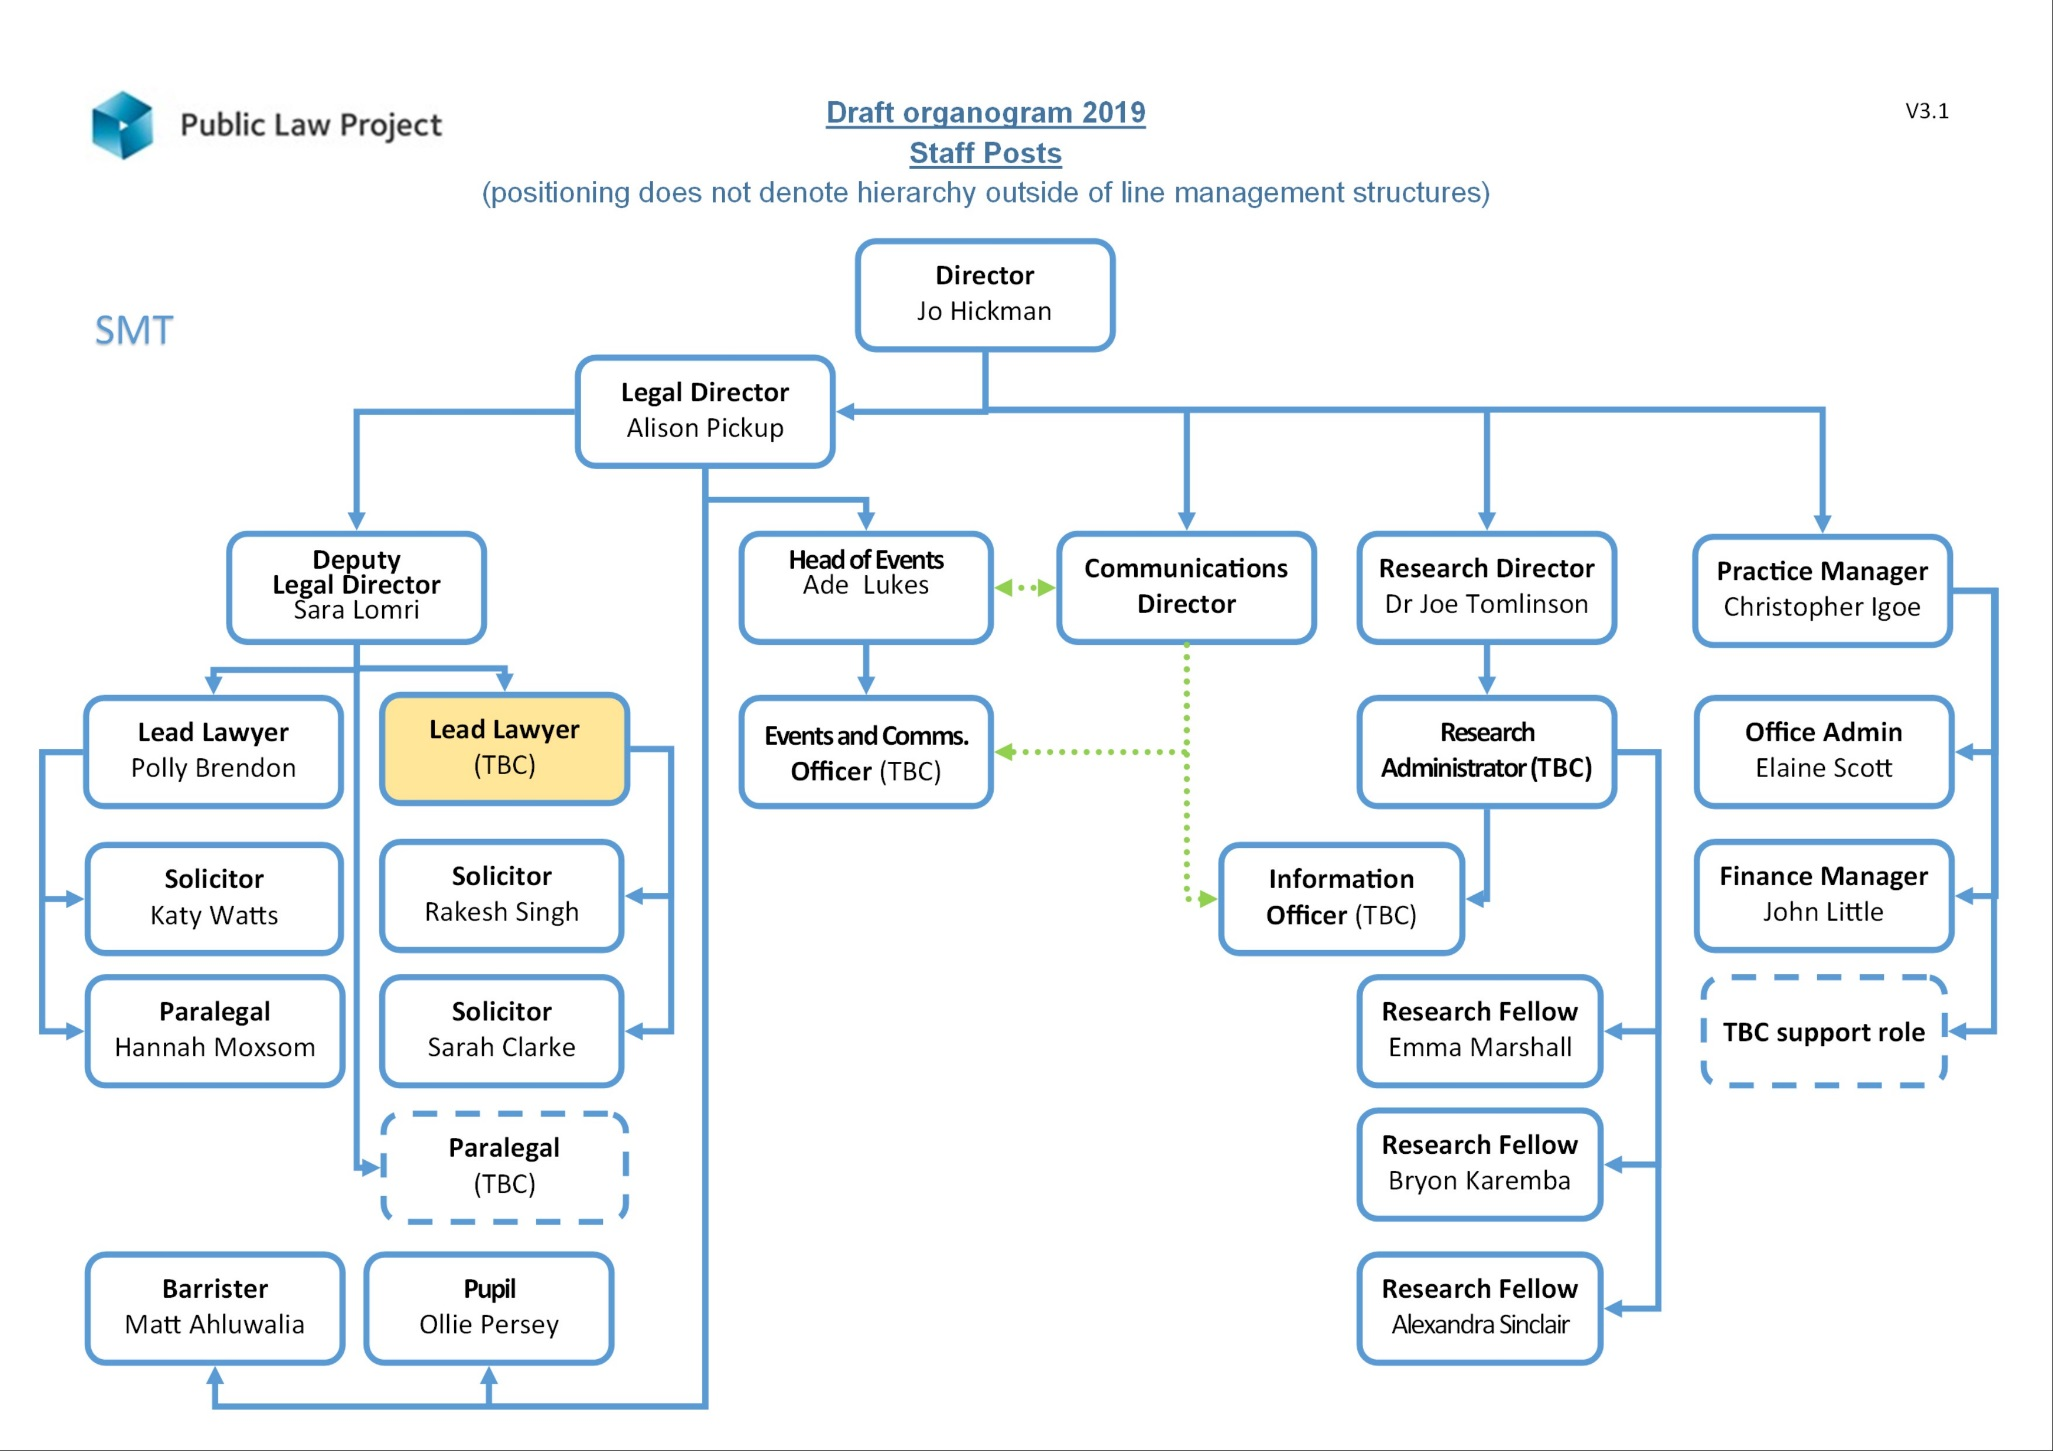 Public Law Project
Draft organogram 2019
Staff Posts
(positioning does not denote hierarchy outside of line management structures)
V3.1
SMT
Director
Jo Hickman
Legal Director
Alison Pickup
Deputy
Legal Director
Sara Lomri
Head of Events
Ade Lukes
Communications
Director
Research Director
Dr Joe Tomlinson
Practice Manager
Christopher Igoe
Lead Lawyer
Polly Brendon
Lead Lawyer
(TBC)
Events and Comms.
Officer (TBC)
Research
Administrator (TBC)
Office Admin
Elaine Scott
Solicitor
Katy Watts
Solicitor
Rakesh Singh
Information
Officer (TBC)
Finance Manager
John Little
Paralegal
Hannah Moxsom
Solicitor
Sarah Clarke
Research Fellow
Emma Marshall
TBC support role
Paralegal
(TBC)
Research Fellow
Bryon Karemba
Barrister
Matt Ahluwalia
Pupil
Ollie Persey
Research Fellow
Alexandra Sinclair